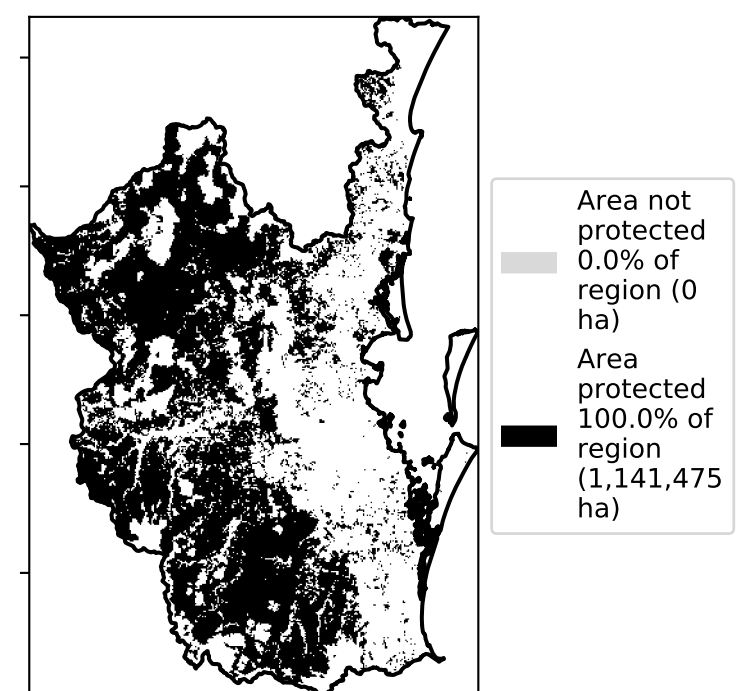 Area not
protected
0.0% of
region (0
ha)
Area
protected
100.0% of
region
(1,141,475
ha)